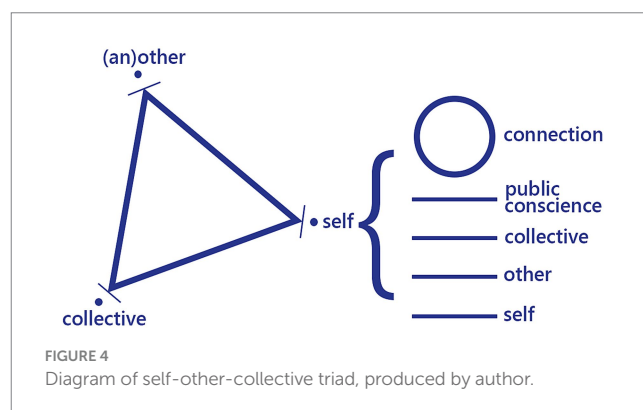 (an)other
connection
public
conscience
self
collective
other
collective
self
FIGURE 4
Diagram of self-other-collective triad, produced by author.